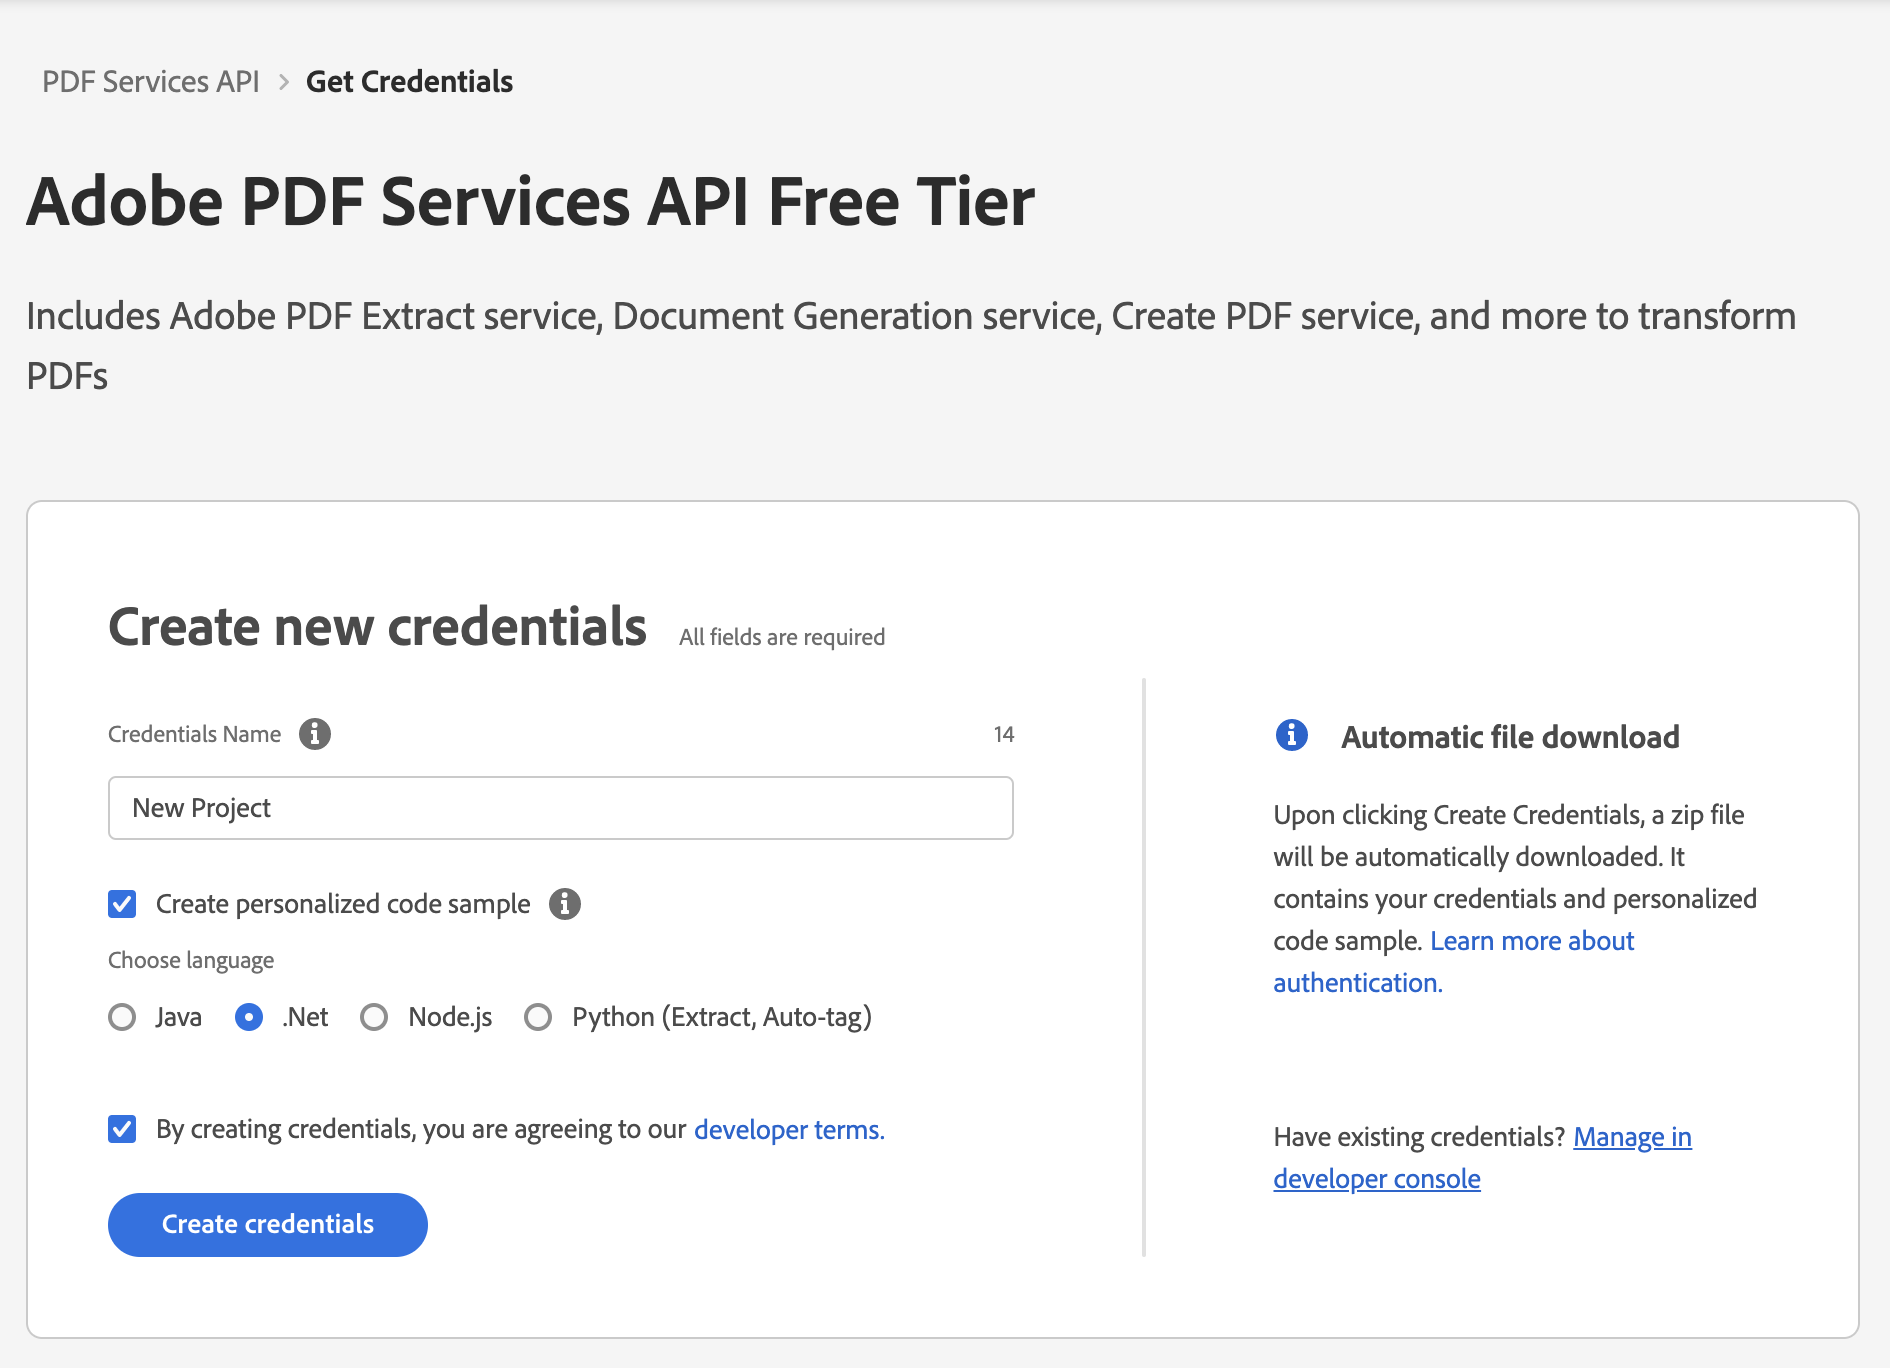 PDF Services API > Get Credentials
Adobe PDF Services API Free Tier
Includes Adobe PDF Extract service, Document Generation service, Create PDF service, and more to transform
PDFs
Create new credentials All fields are required
Credentials Name 14
New Project
Create personalized code sample
Choose language
Java .Net Node.js Python (Extract, Auto-tag)
By creating credentials, you are agreeing to our developer terms.
Create credentials
Automatic file download
Upon clicking Create Credentials, a zip file
will be automatically downloaded. It
contains your credentials and personalized
code sample. Learn more about
authentication.
Have existing credentials? Manage in
developer console